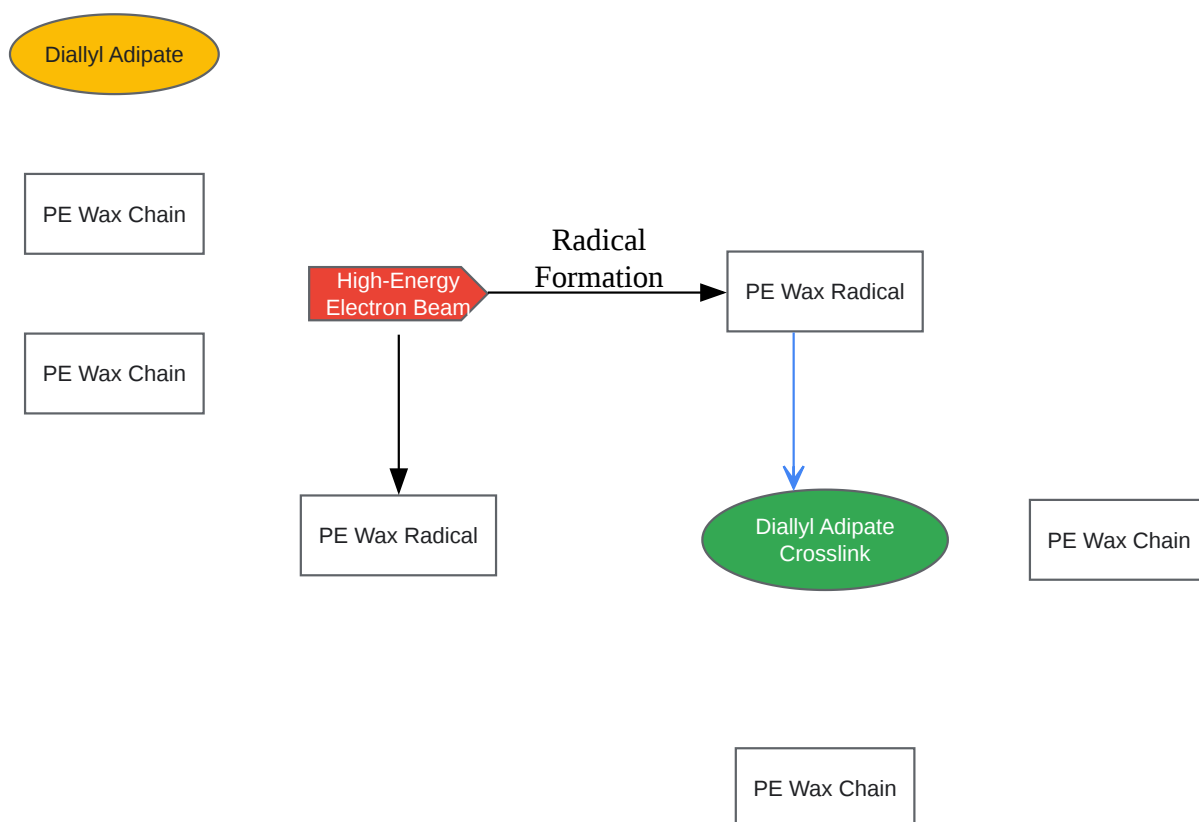 Diallyl Adipate
PE Wax Chain
Radical
Formation
High-Energy
Electron Beam
PE Wax Radical
PE Wax Chain
PE Wax Radical
Diallyl Adipate
Crosslink
PE Wax Chain
PE Wax Chain